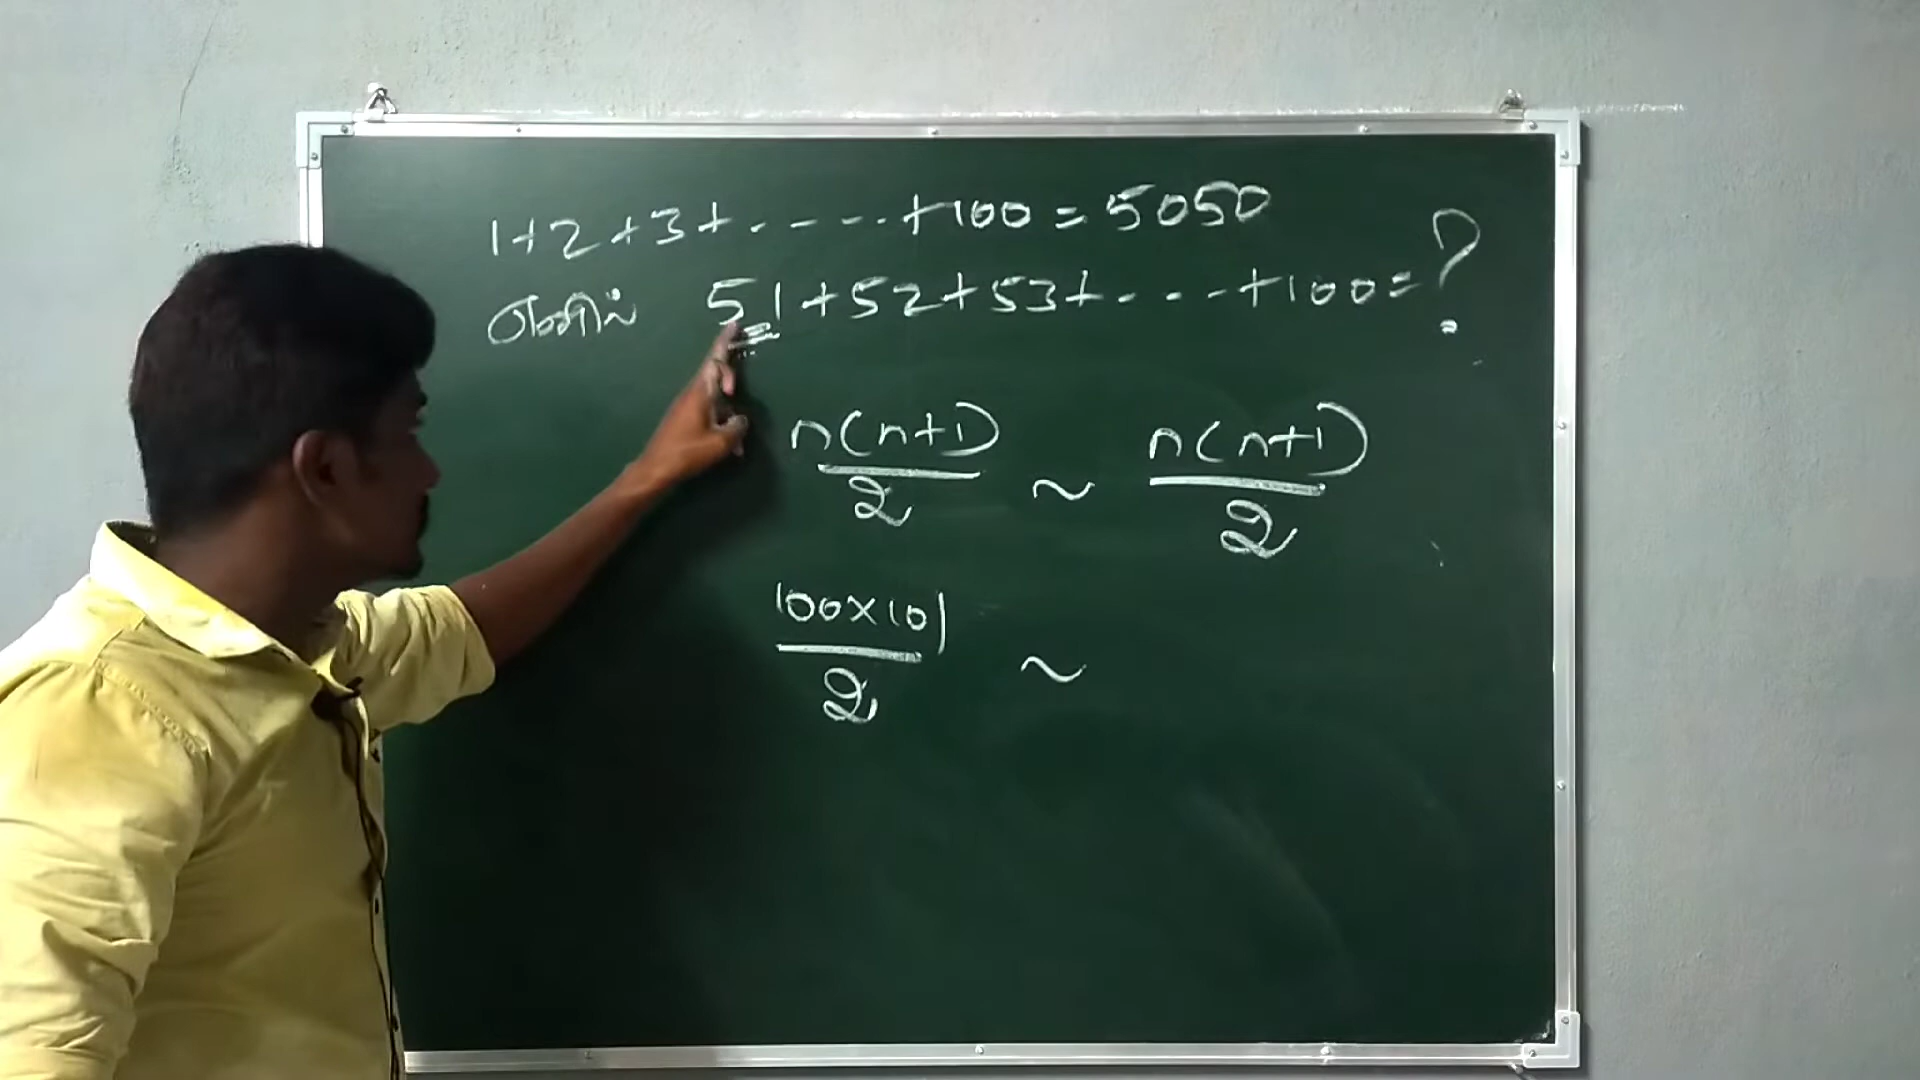 1+2+3+.----.+100=5050
எனில் 51+52+53+.---+100=?
n(n+1)/2 ~ n(n+1)/2
100×101/2 ~